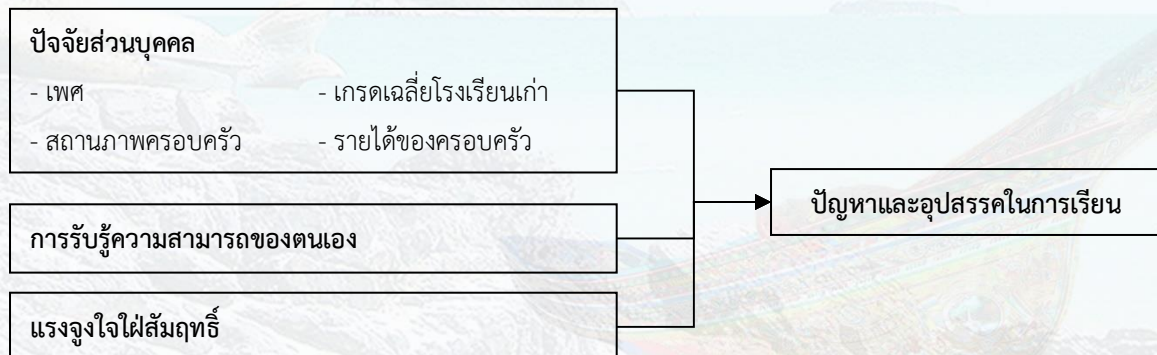 ปัจจัยส่วนบุคคล
- เพศ - เกรดเฉลี่ยโรงเรียนเก่า
- สถานภาพครอบครัว - รายได้ของครอบครัว
ปัญหาและอุปสรรคในการเรียน
การรับรู้ความสามารถของตนเอง
แรงจูงใจใฝ่สัมฤทธิ์